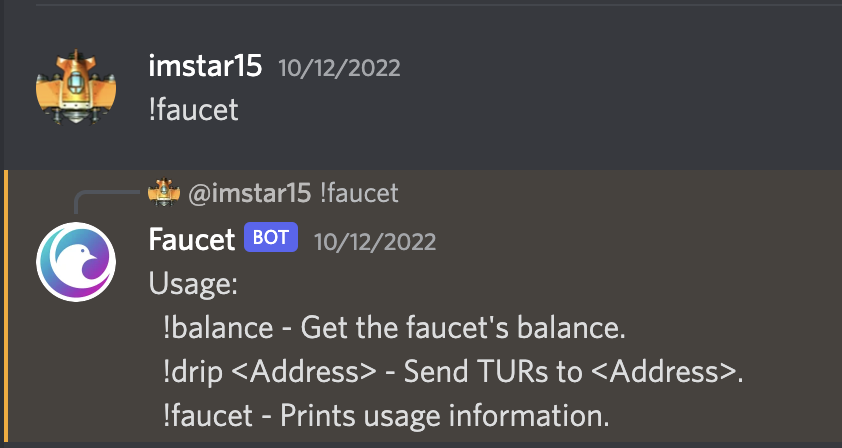 imstar15 10/12/2022
!faucet
@imstar15 !faucet
Faucet BOT 10/12/2022
Usage:
!balance - Get the faucet's balance.
!drip <Address> - Send TURs to <Address>.
!faucet - Prints usage information.